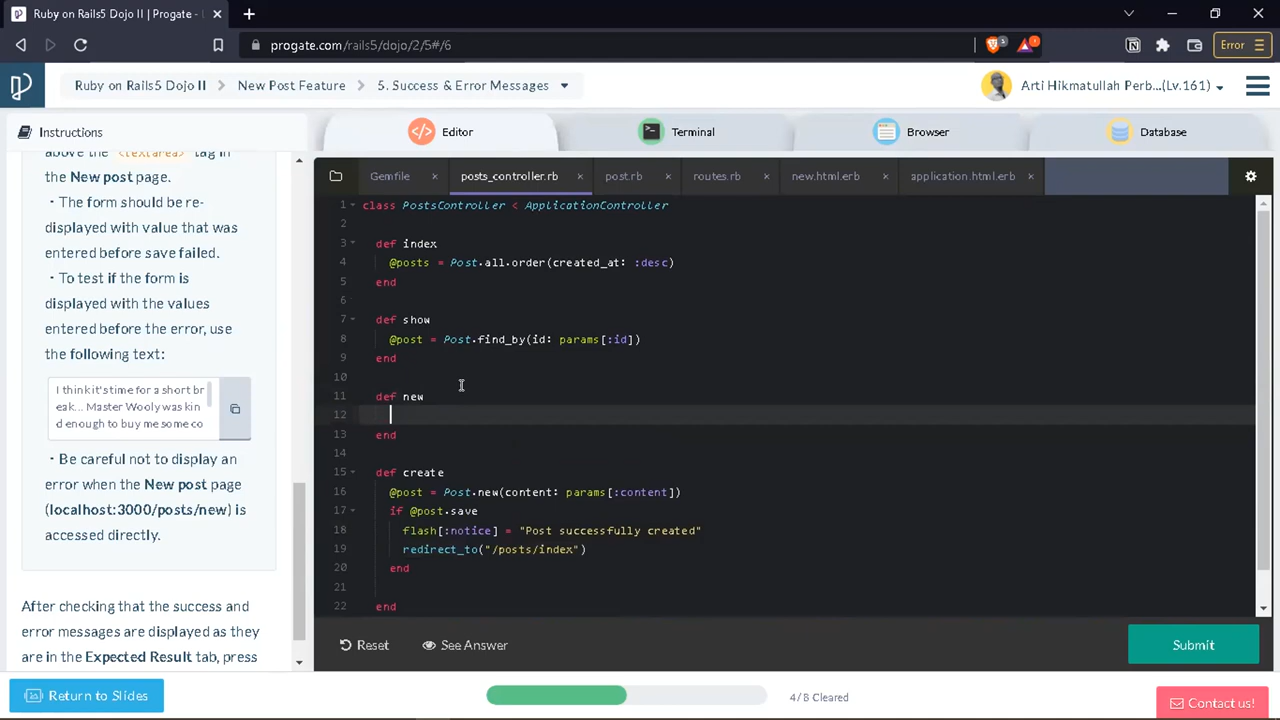 Ruby on Rails5 Dojo II | Progate -
progate.com/rails5/dojo/2/5#/6
Error
Ruby on Rails5 Dojo II
New Post Feature
5. Success & Error Messages
Arti Hikmatullah Perb...(Lv.161)
Instructions
Editor
Terminal
Browser
Database
above the <textarea> tag in
the New post page.
・The form should be re-
displayed with value that was
entered before save failed.
・To test if the form is
displayed with the values
entered before the error, use
the following text:
I think it's time for a short br
eak... Master Wooly was kin
d enough to buy me some co
・Be careful not to display an
error when the New post page
(localhost:3000/posts/new) is
accessed directly.
After checking that the success and
error messages are displayed as they
are in the Expected Result tab, press
Gemfile
posts_controller.rb
post.rb
routes.rb
new.html.erb
application.html.erb
1 class PostsController < ApplicationController
2
3 def index
4 @posts = Post.all.order(created_at: :desc)
5 end
6
7 def show
8 @post = Post.find_by(id: params[:id])
9 end
10
11 def new
12
13 end
14
15 def create
16 @post = Post.new(content: params[:content])
17 if @post.save
18 flash[:notice] = "Post successfully created"
19 redirect_to("/posts/index")
20 end
21
22 end
Reset
See Answer
Submit
Return to Slides
4/8 Cleared
Contact us!